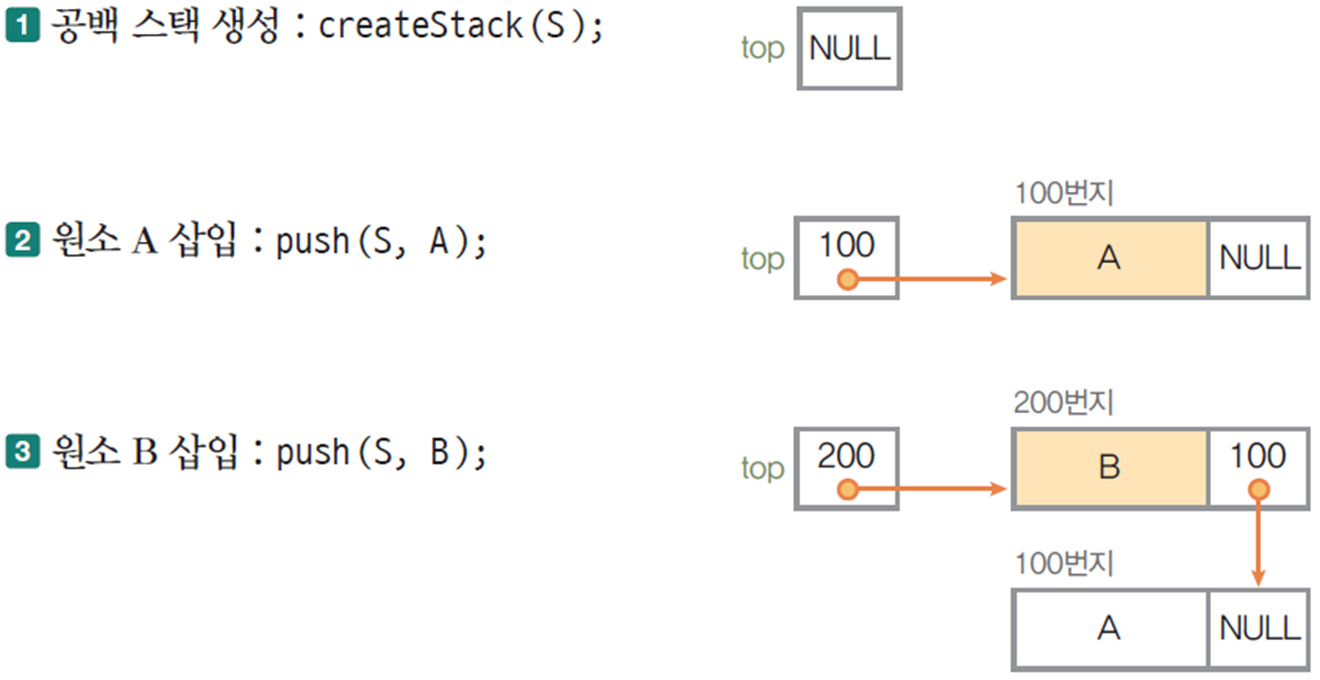 1 공백 스택 생성 : createStack(S);
top NULL
100번지
2 원소 A 삽입 : push(S, A);
top 100 A NULL
200번지
3 원소 B 삽입 : push(S, B);
top 200 B 100
100번지
A NULL